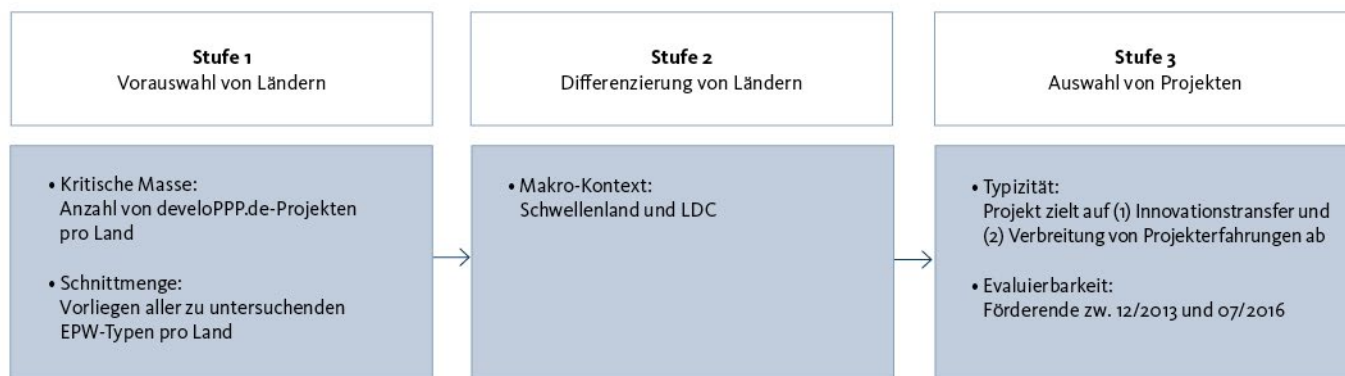 Stufe 1
Vorauswahl von Ländern
Stufe 2
Differenzierung von Ländern
Stufe 3
Auswahl von Projekten
• Kritische Masse:
Anzahl von develoPPP.de-Projekten
pro Land
• Schnittmenge:
Vorliegen aller zu untersuchenden
EPW-Typen pro Land
• Makro-Kontext:
Schwellenland und LDC
• Typizität:
Projekt zielt auf (1) Innovationstransfer und
(2) Verbreitung von Projekterfahrungen ab
• Evaluierbarkeit:
Förderende zw. 12/2013 und 07/2016